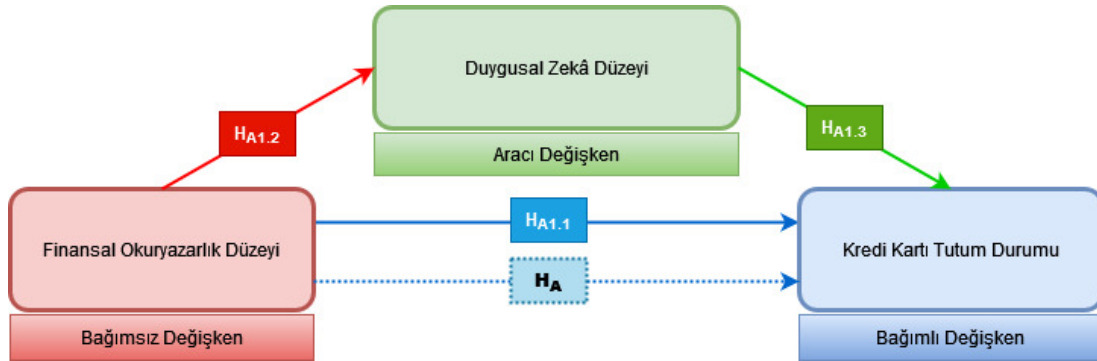 Duygusal Zekâ Düzeyi
HA1.2
HA1.3
Aracı Değişken
Finansal Okuryazarlık Düzeyi
HA1.1
Kredi Kartı Tutum Durumu
HA
Bağımsız Değişken
Bağımlı Değişken